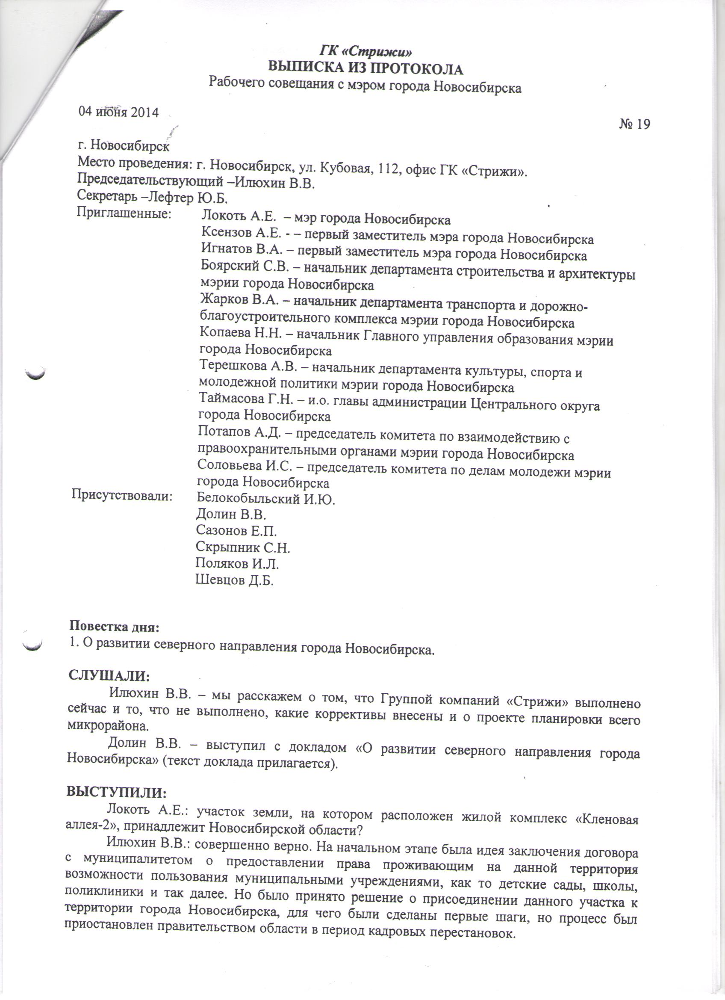 ГК «Стрижи»
ВЫПИСКА ИЗ ПРОТОКОЛА
Рабочего совещания с мэром города Новосибирска
04 июня 2014
№ 19
г. Новосибирск
Место проведения: г. Новосибирск, ул. Кубовая, 112, офис ГК «Стрижи».
Председательствующий –Илюхин В.В.
Секретарь –Лефтер Ю.Б.
Приглашенные: Локоть А.Е. – мэр города Новосибирска
Ксензов А.Е. - – первый заместитель мэра города Новосибирска
Игнатов В.А. – первый заместитель мэра города Новосибирска
Боярский С.В. – начальник департамента строительства и архитектуры
мэрии города Новосибирска
Жарков В.А. – начальник департамента транспорта и дорожно-
благоустроительного комплекса мэрии города Новосибирска
Копаева Н.Н. – начальник Главного управления образования мэрии
города Новосибирска
Терешкова А.В. – начальник департамента культуры, спорта и
молодежной политики мэрии города Новосибирска
Таймасова Г.Н. – и.о. главы администрации Центрального округа
города Новосибирска
Потапов А.Д. – председатель комитета по взаимодействию с
правоохранительными органами мэрии города Новосибирска
Соловьева И.С. – председатель комитета по делам молодежи мэрии
города Новосибирска
Присутствовали: Белокобыльский И.Ю.
Долин В.В.
Сазонов Е.П.
Скрыпник С.Н.
Поляков И.Л.
Шевцов Д.Б.
Повестка дня:
1. О развитии северного направления города Новосибирска.
СЛУШАЛИ:
Илюхин В.В. – мы расскажем о том, что Группой компаний «Стрижи» выполнено
сейчас и то, что не выполнено, какие коррективы внесены и о проекте планировки всего
микрорайона.
Долин В.В. – выступил с докладом «О развитии северного направления города
Новосибирска» (текст доклада прилагается).
ВЫСТУПИЛИ:
Локоть А.Е.: участок земли, на котором расположен жилой комплекс «Кленовая
аллея-2», принадлежит Новосибирской области?
Илюхин В.В.: совершенно верно. На начальном этапе была идея заключения договора
с муниципалитетом о предоставлении права проживающим на данной территория
возможности пользования муниципальными учреждениями, как то детские сады, школы,
поликлиники и так далее. Но было принято решение о присоединении данного участка к
территории города Новосибирска, для чего были сделаны первые шаги, но процесс был
приостановлен правительством области в период кадровых перестановок.